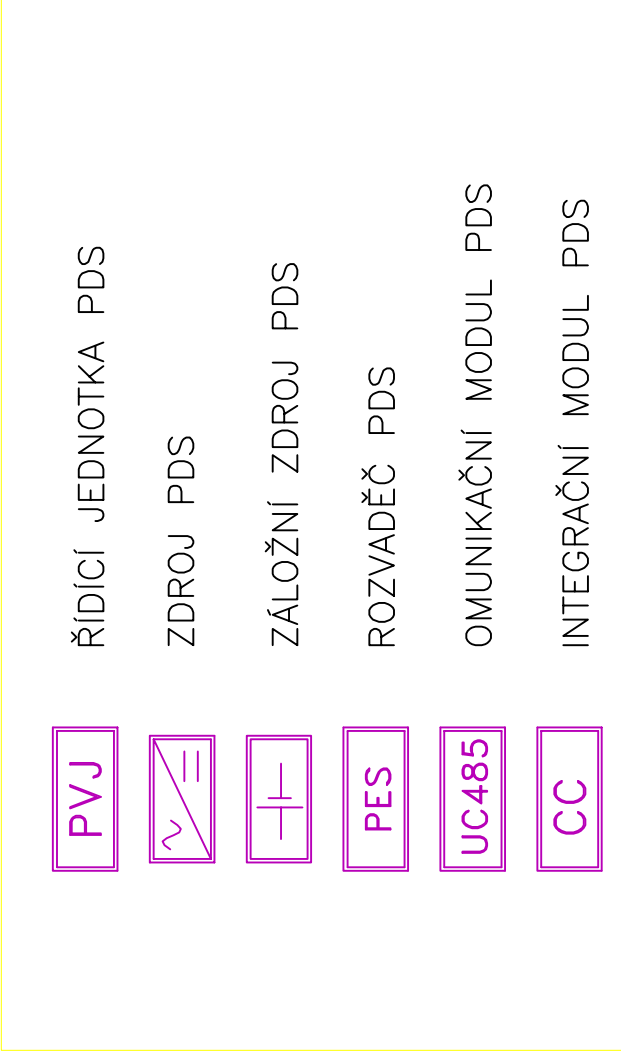 PVJ ŘÍDÍCÍ JEDNOTKA PDS
ZDROJ PDS
ZÁLOŽNÍ ZDROJ PDS
PES ROZVADĚČ PDS
UC485 OMUNIKAČNÍ MODUL PDS
CC INTEGRAČNÍ MODUL PDS